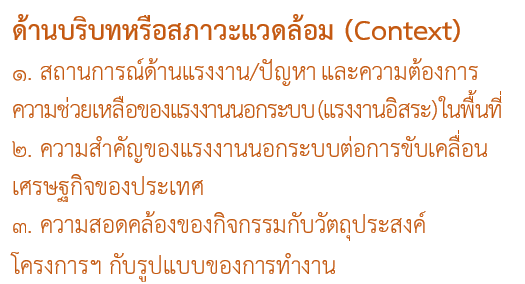 ด้านบริบทหรือสภาวะแวดล้อม (Context)
๑. สถานการณ์ด้านแรงงาน/ปัญหา และความต้องการ
ความช่วยเหลือของแรงงานนอกระบบ (แรงงานอิสระ) ในพื้นที่
๒. ความสำคัญของแรงงานนอกระบบต่อการขับเคลื่อน
เศรษฐกิจของประเทศ
๓. ความสอดคล้องของกิจกรรมกับวัตถุประสงค์
โครงการฯ กับรูปแบบของการทำงาน